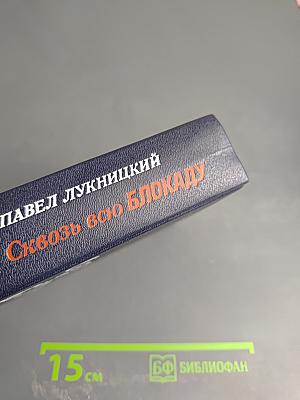 ПАВЕЛ ЛУКНИЦКИЙ
Сквозь всю БЛОКАДУ
15 см
БФ БИБЛИОФАН